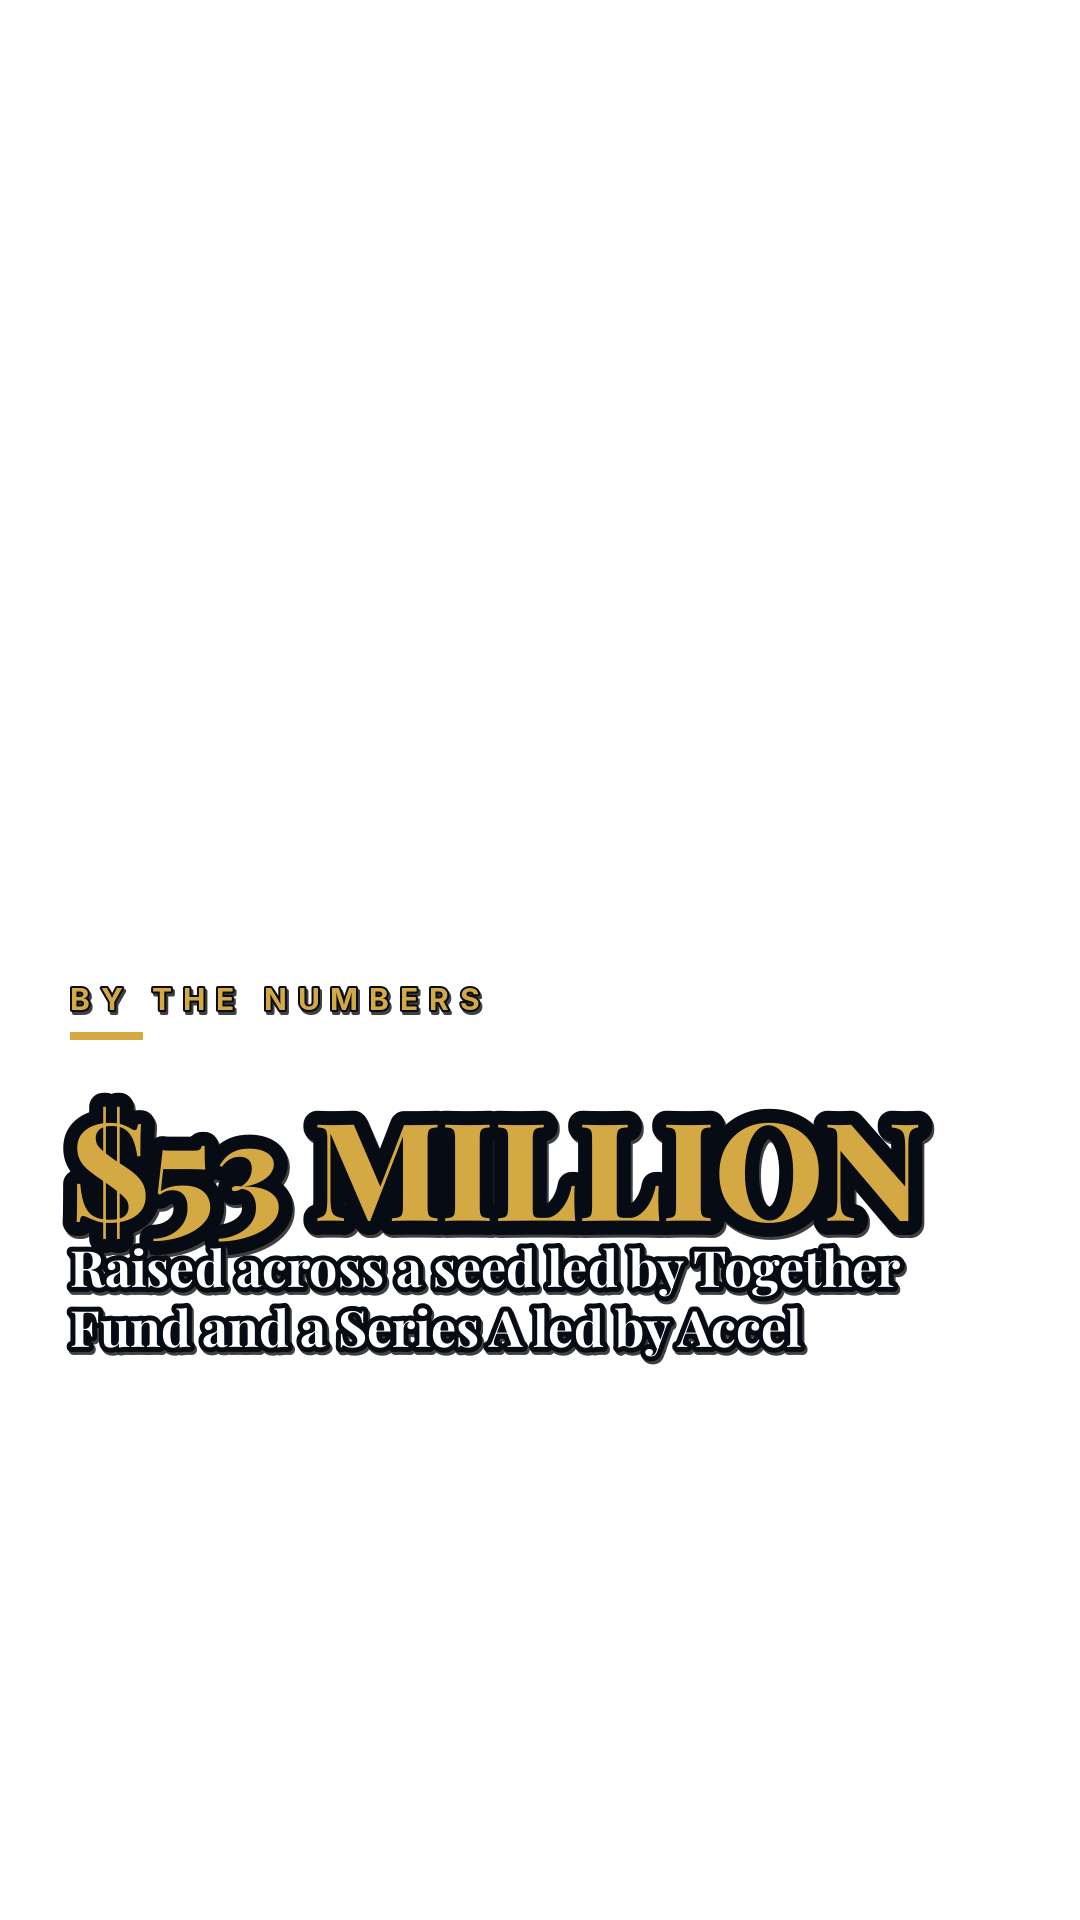 BY THE NUMBERS
$53 MILLION
Raised across a seed led by Together
Fund and a Series A led by Accel